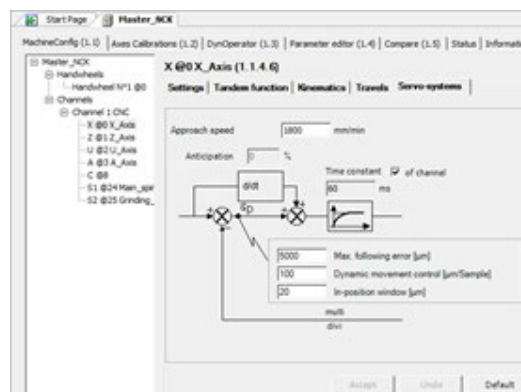 Start Page
Master_NCK
MachineConfig (1.1) | Axes Calibrations (1.2) | DynOperator (1.3) | Parameter editor (1.4) | Compare (1.5) | Status | Informati
Master_NCK
Handwheels
Handwheel N°1 @0
Channels
Channel 1 CNC
X @0 X_Axis
Z @1 Z_Axis
U @2 U_Axis
A @3 A_Axis
C @8
S1 @24 Main_spin
S2 @25 Grinding_
X @0 X_Axis (1.1.4.6)
Settings | Tandem function | Kinematics | Travels | Servo-systems
Approach speed 1800 mm/min
Anticipation 0 %
Time constant of channel
d/dt
60 ms
εp
5000 Max. following error [µm]
100 Dynamic movement control [µm/Sample]
20 In-position window [µm]
multi
divi
Accept Undo Default